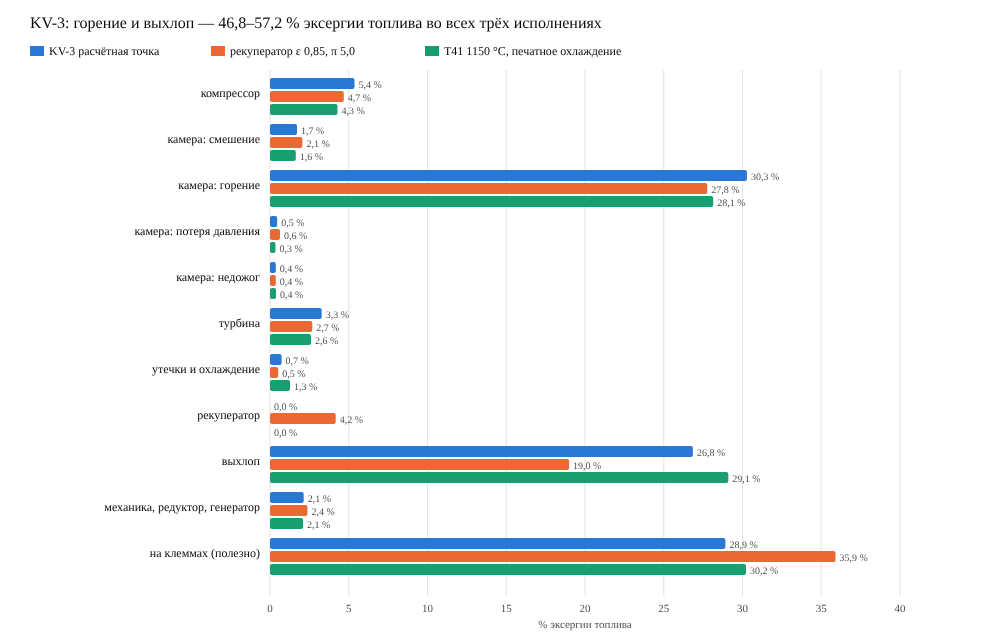 KV-3: горение и выхлоп — 46,8–57,2 % эксергии топлива во всех трёх исполнениях
KV-3 расчётная точка
рекуператор ε 0,85, π 5,0
T41 1150 °C, печатное охлаждение
компрессор
5,4 %
4,7 %
4,3 %
камера: смешение
1,7 %
2,1 %
1,6 %
камера: горение
30,3 %
27,8 %
28,1 %
камера: потеря давления
0,5 %
0,6 %
0,3 %
камера: недожог
0,4 %
0,4 %
0,4 %
турбина
3,3 %
2,7 %
2,6 %
утечки и охлаждение
0,7 %
0,5 %
1,3 %
рекуператор
0,0 %
4,2 %
0,0 %
выхлоп
26,8 %
19,0 %
29,1 %
механика, редуктор, генератор
2,1 %
2,4 %
2,1 %
на клеммах (полезно)
28,9 %
35,9 %
30,2 %
0 5 10 15 20 25 30 35 40
% эксергии топлива